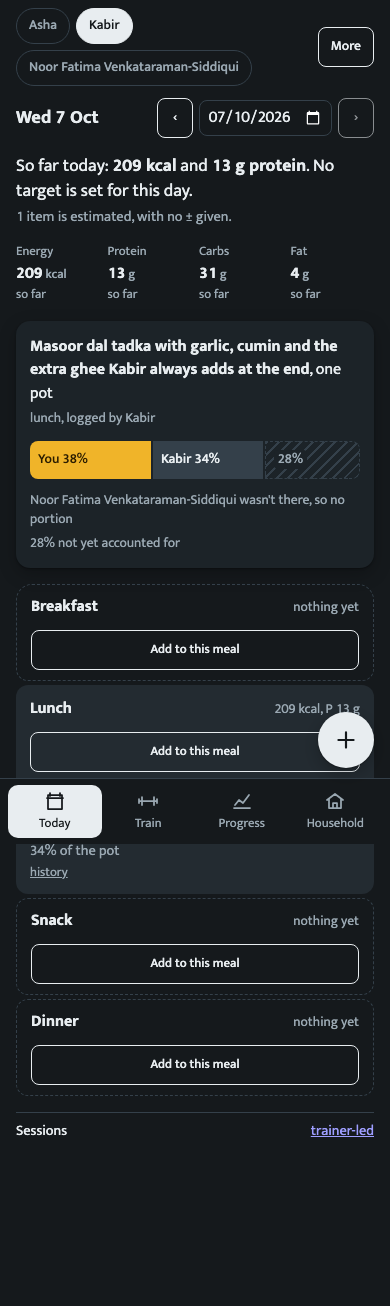 Asha
Kabir
Noor Fatima Venkataraman-Siddiqui
More
Wed 7 Oct
‹
07/10/2026
›
So far today: 209 kcal and 13 g protein. No
target is set for this day.
1 item is estimated, with no ± given.
Energy
Protein
Carbs
Fat
209 kcal
13 g
31 g
4 g
so far
so far
so far
so far
Masoor dal tadka with garlic, cumin and the
extra ghee Kabir always adds at the end, one
pot
lunch, logged by Kabir
You 38%
Kabir 34%
28%
Noor Fatima Venkataraman-Siddiqui wasn't there, so no
portion
28% not yet accounted for
Breakfast
nothing yet
Add to this meal
Lunch
209 kcal, P 13 g
Add to this meal
+
Today
Train
Progress
Household
34% of the pot
history
Snack
nothing yet
Add to this meal
Dinner
nothing yet
Add to this meal
Sessions
trainer-led